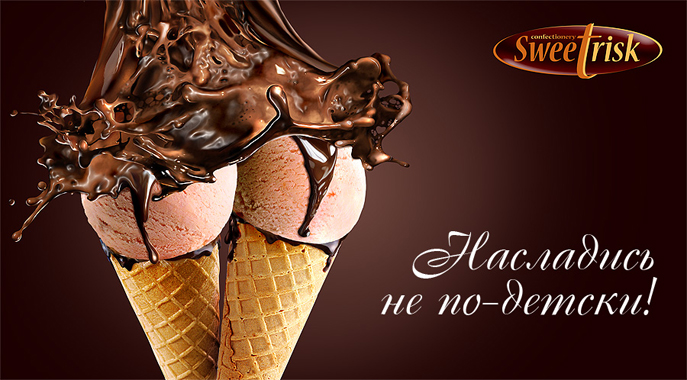 confectionery
Sweetrisk
Насладись
не по-детски!